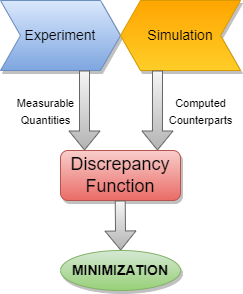 Experiment
Simulation
Measurable
Quantities
Computed
Counterparts
Discrepancy
Function
MINIMIZATION